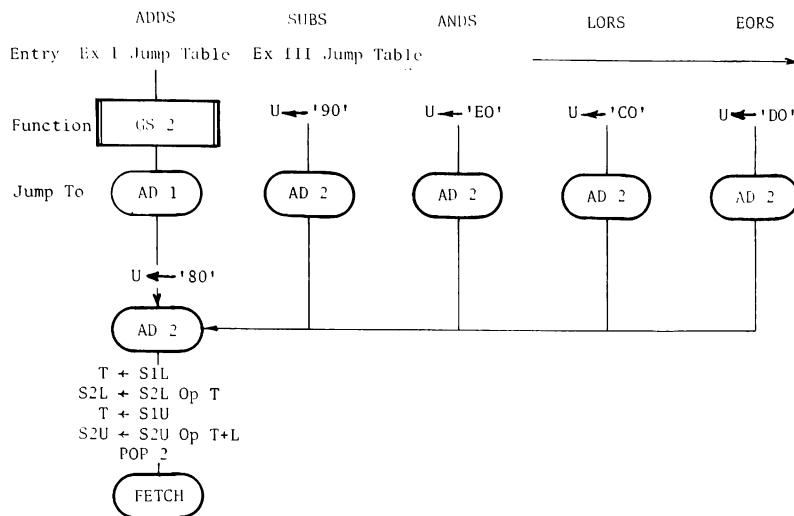 ADDS SUBS ANDS LORS EORS
Entry Ex I Jump Table Ex III Jump Table
Function GS 2 U ← '90' U ← 'E0' U ← 'C0' U ← 'D0'
Jump To AD 1 AD 2 AD 2 AD 2 AD 2
U ← '80'
AD 2
T ← S1L
S2L ← S2L Op T
T ← S1U
S2U ← S2U Op T+L
POP 2
FETCH